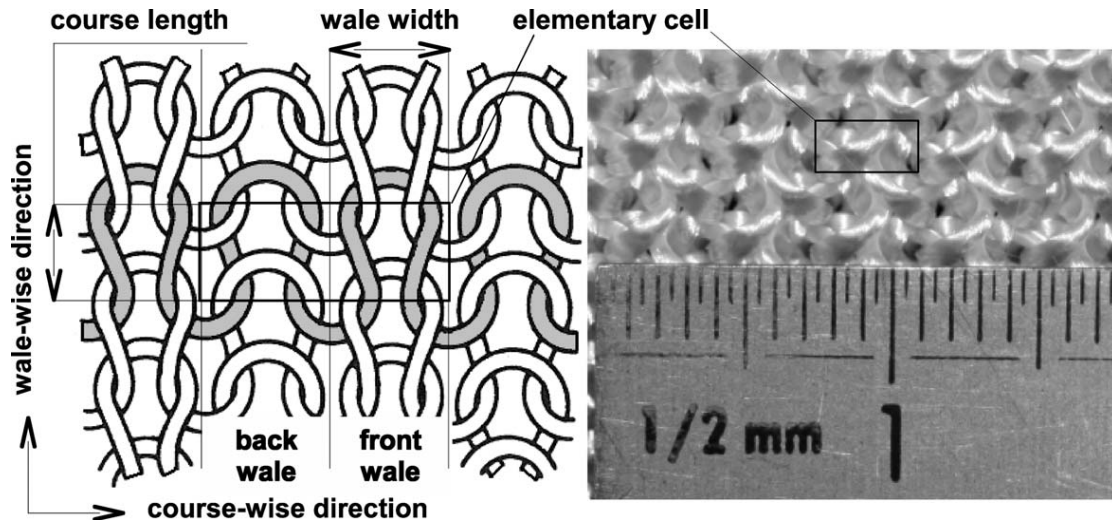 course length
wale width
elementary cell
wale-wise direction
back
wale
front
wale
course-wise direction
1/2 mm
1